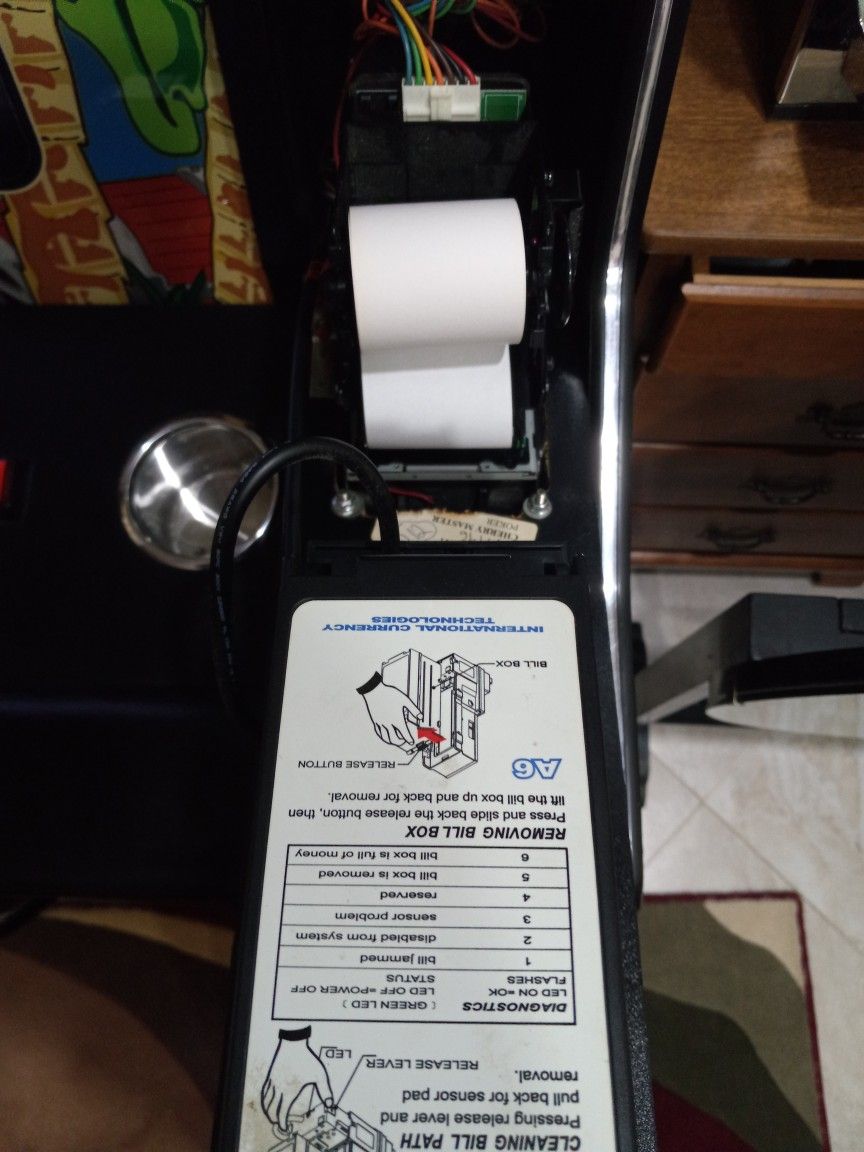 CLEANING BILL PATH
Pressing release lever and
pull back for sensor pad
removal.
RELEASE LEVER
LED
DIAGNOSTICS ( GREEN LED )
LED ON=OK LED OFF=POWER OFF
FLASHES STATUS
1 bill jammed
2 disabled from system
3 sensor problem
4 reserved
5 bill box is removed
6 bill box is full of money
REMOVING BILL BOX
Press and slide back the release button, then
lift the bill box up and back for removal.
A6
RELEASE BUTTON
BILL BOX
INTERNATIONAL CURRENCY
TECHNOLOGIES
CHERRY MASTER
POKER